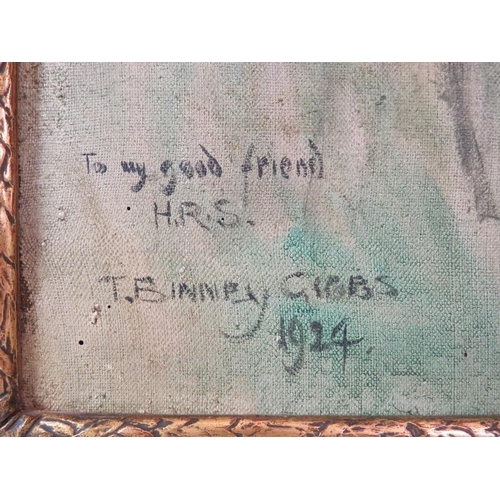 To my good friend
H.R.S.
T. BINNEY GIBBS
1924.